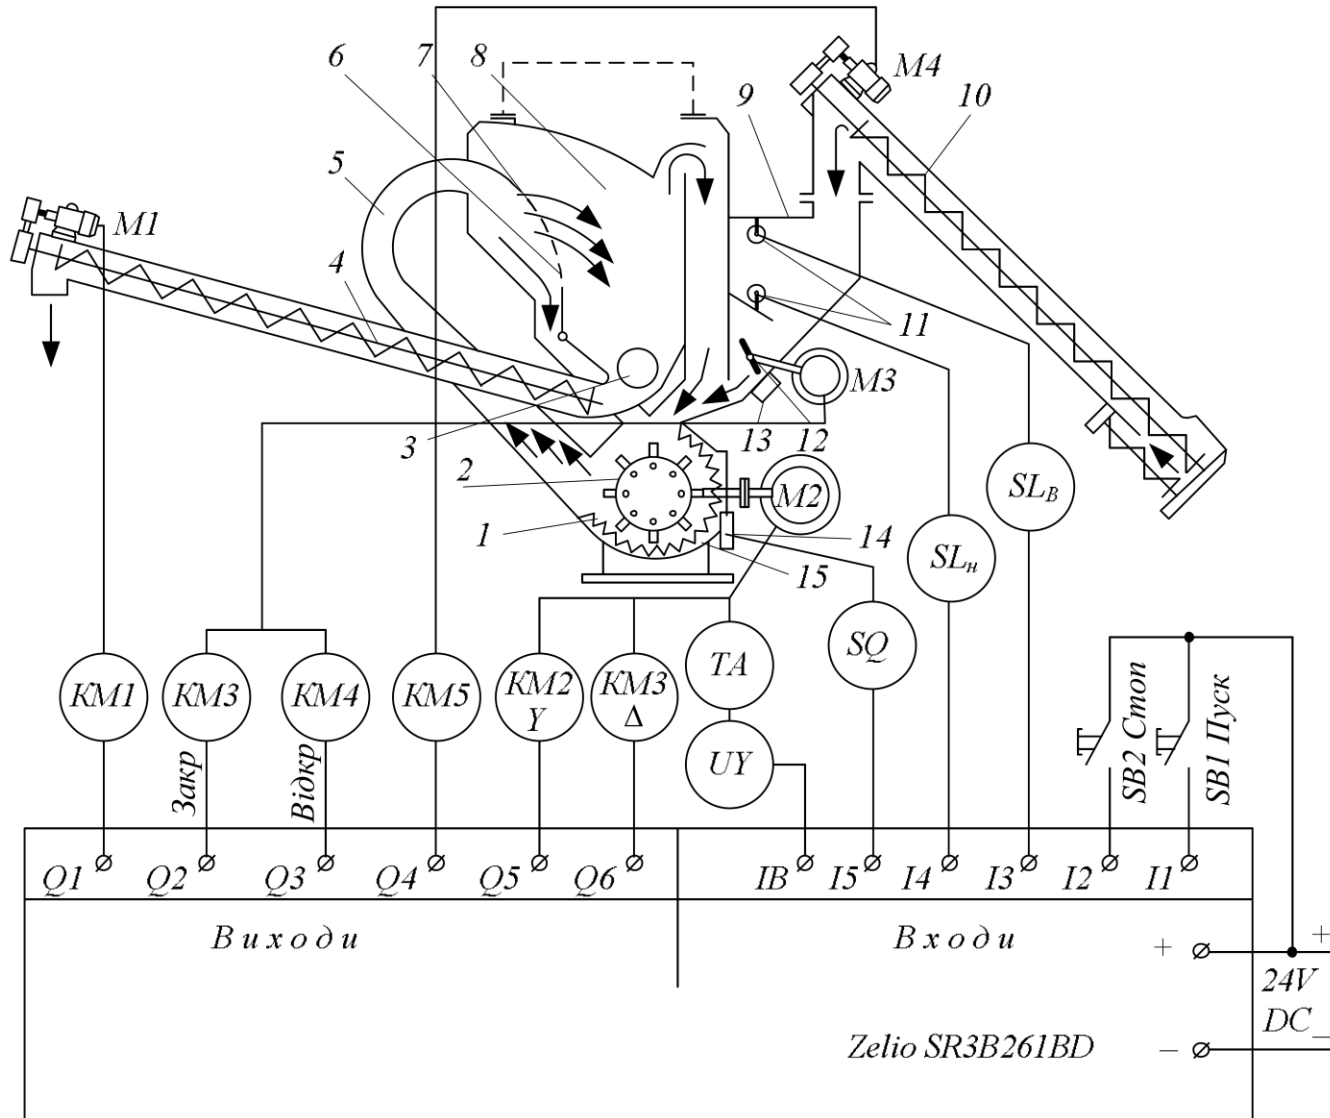 6 7 8
M4
9 10
5
M1
4
11
M3
3 13 12
2
M2
SL_B
1
14
SL_н
15
TA SQ
KM1 KM3 KM4 KM5 KM2 Y KM3 Δ
UY
Закр
Відкр
SB2 Стоп
SB1 Пуск
Q1 Q2 Q3 Q4 Q5 Q6 IB I5 I4 I3 I2 I1
Виходи Входи
+ +
24V
DC
Zelio SR3B261BD − −